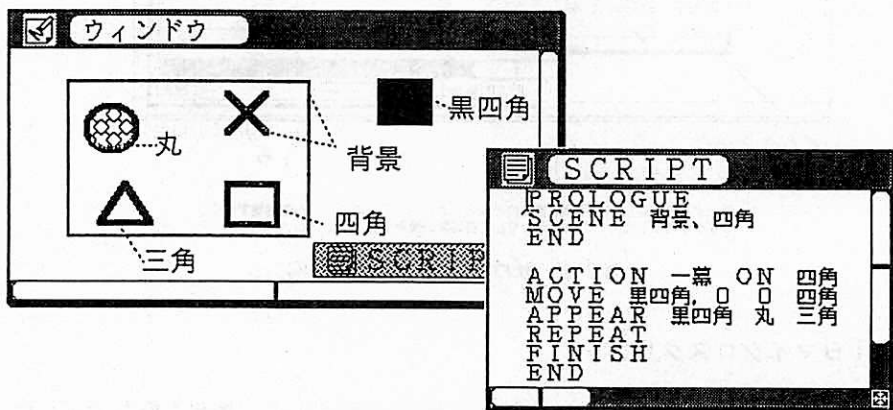 ウィンドウ
黒四角
丸
背景
四角
三角
SCRIP
SCRIPT
PROLOGUE
SCENE 背景、四角
END
ACTION 一幕 ON 四角
MOVE 黒四角, 0 0 四角
APPEAR 黒四角 丸 三角
REPEAT
FINISH
END